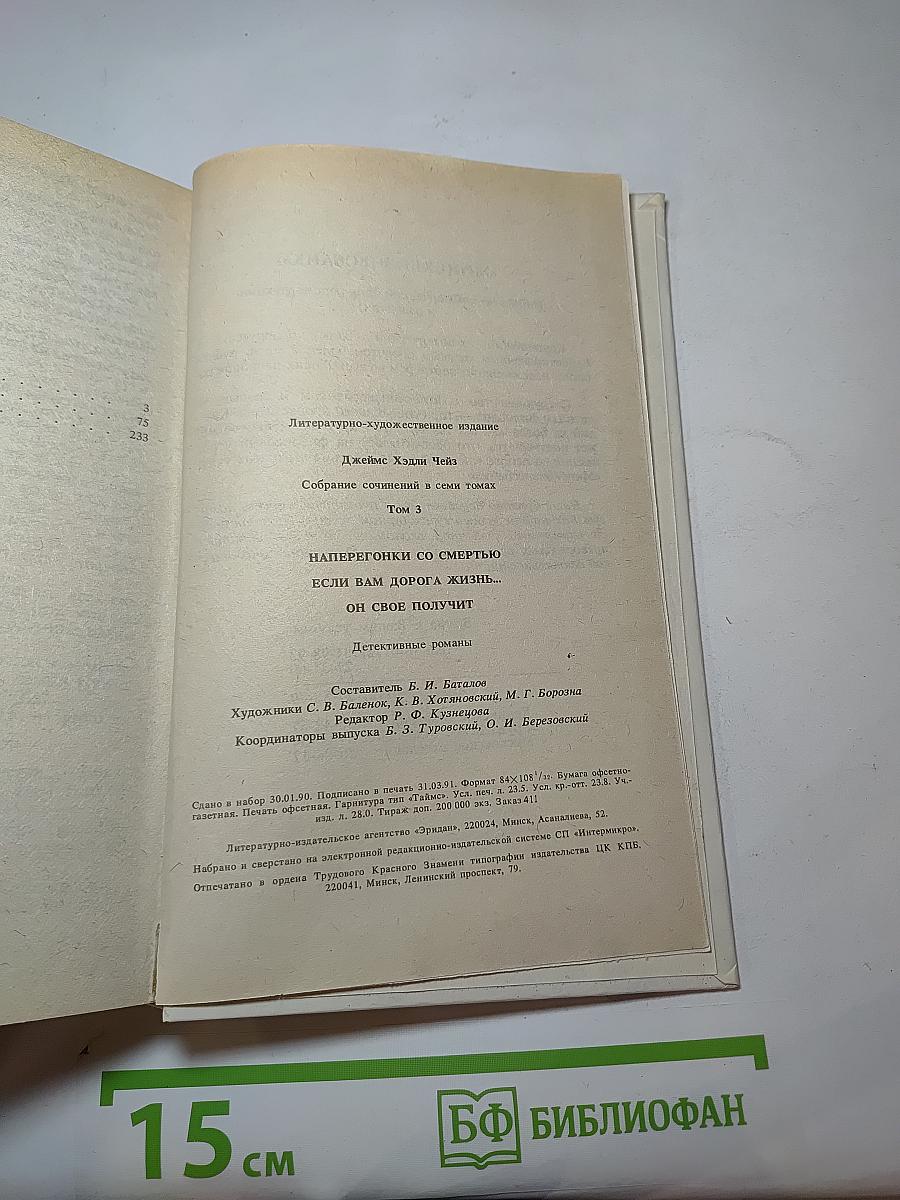 3
75
233
Литературно-художественное издание
Джеймс Хэдли Чейз
Собрание сочинений в семи томах
Том 3
НАПЕРЕГОНКИ СО СМЕРТЬЮ
ЕСЛИ ВАМ ДОРОГА ЖИЗНЬ...
ОН СВОЕ ПОЛУЧИТ
Детективные романы
Составитель Б. И. Баталов
Художники С. В. Баленок, К. В. Хотяновский, М. Г. Борозна
Редактор Р. Ф. Кузнецова
Координаторы выпуска Б. З. Туровский, О. И. Березовский
Сдано в набор 30.01.90. Подписано в печать 31.03.91. Формат 84×108 1/32. Бумага офсетно-
газетная. Печать офсетная. Гарнитура тип «Таймс». Усл. печ. л. 23.5. Усл. кр.-отт. 23.8. Уч.-
изд. л. 28.0. Тираж доп. 200 000 экз. Заказ 411
Литературно-издательское агентство «Эридан», 220024, Минск, Асаналиева, 52.
Набрано и сверстано на электронной редакционно-издательской системе СП «Интермикро».
Отпечатано в ордена Трудового Красного Знамени типографии издательства ЦК КПБ.
220041, Минск, Ленинский проспект, 79.
15 см
БФ БИБЛИОФАН